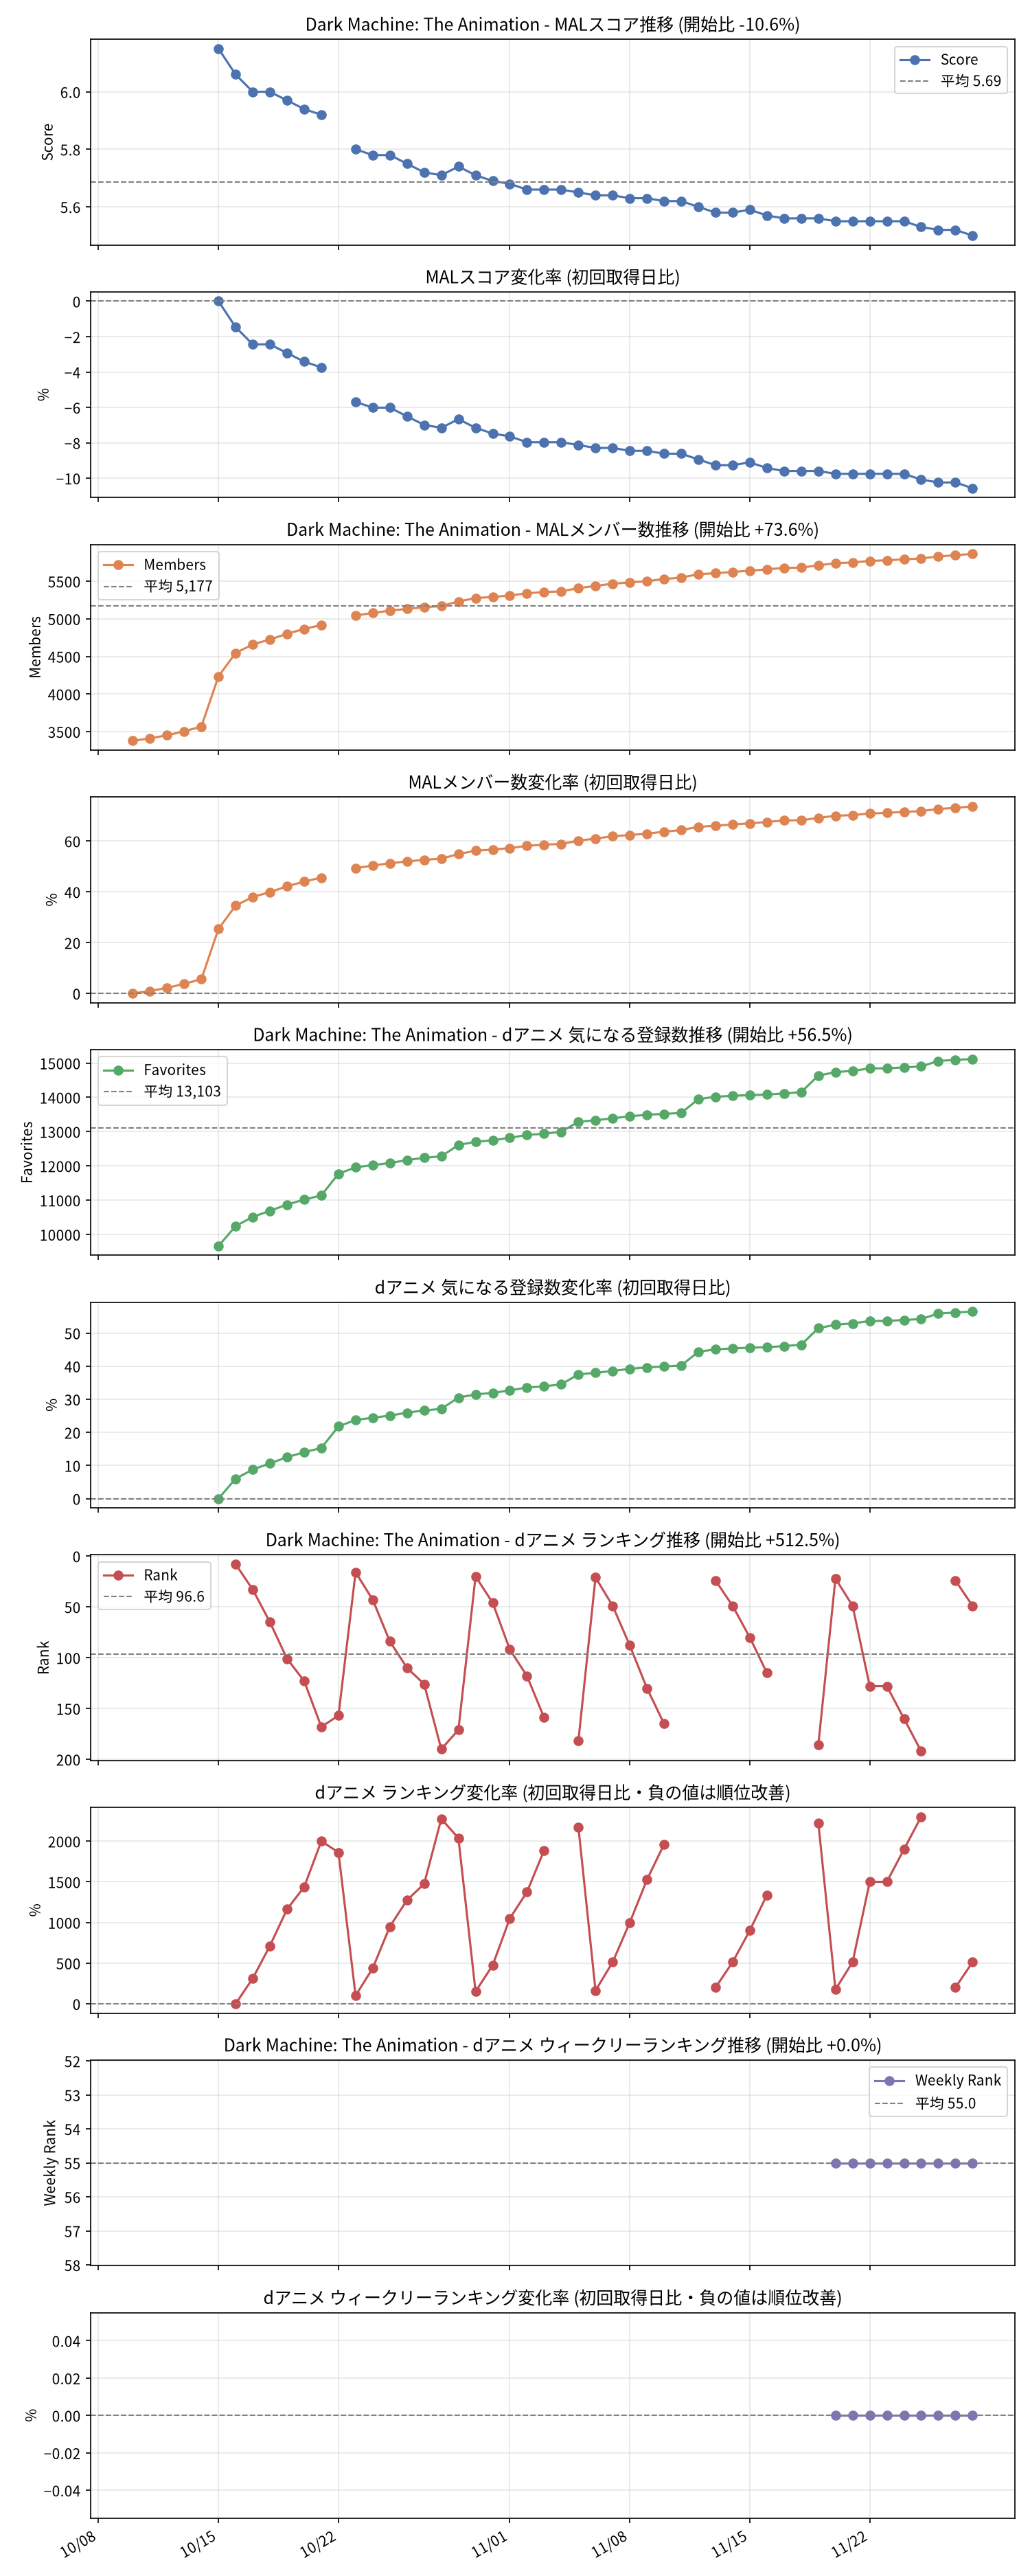 Dark Machine: The Animation - MALスコア推移 (開始比 -10.6%)
Score
6.0
5.8
5.6
Score
平均 5.69
MALスコア変化率 (初回取得日比)
%
0
−2
−4
−6
−8
−10
Dark Machine: The Animation - MALメンバー数推移 (開始比 +73.6%)
Members
5500
5000
4500
4000
3500
Members
平均 5,177
MALメンバー数変化率 (初回取得日比)
%
60
40
20
0
Dark Machine: The Animation - dアニメ 気になる登録数推移 (開始比 +56.5%)
Favorites
15000
14000
13000
12000
11000
10000
Favorites
平均 13,103
dアニメ 気になる登録数変化率 (初回取得日比)
%
50
40
30
20
10
0
Dark Machine: The Animation - dアニメ ランキング推移 (開始比 +512.5%)
Rank
0
50
100
150
200
Rank
平均 96.6
dアニメ ランキング変化率 (初回取得日比・負の値は順位改善)
%
2000
1500
1000
500
0
Dark Machine: The Animation - dアニメ ウィークリーランキング推移 (開始比 +0.0%)
Weekly Rank
52
53
54
55
56
57
58
Weekly Rank
平均 55.0
dアニメ ウィークリーランキング変化率 (初回取得日比・負の値は順位改善)
%
0.04
0.02
0.00
−0.02
−0.04
10/08
10/15
10/22
11/01
11/08
11/15
11/22